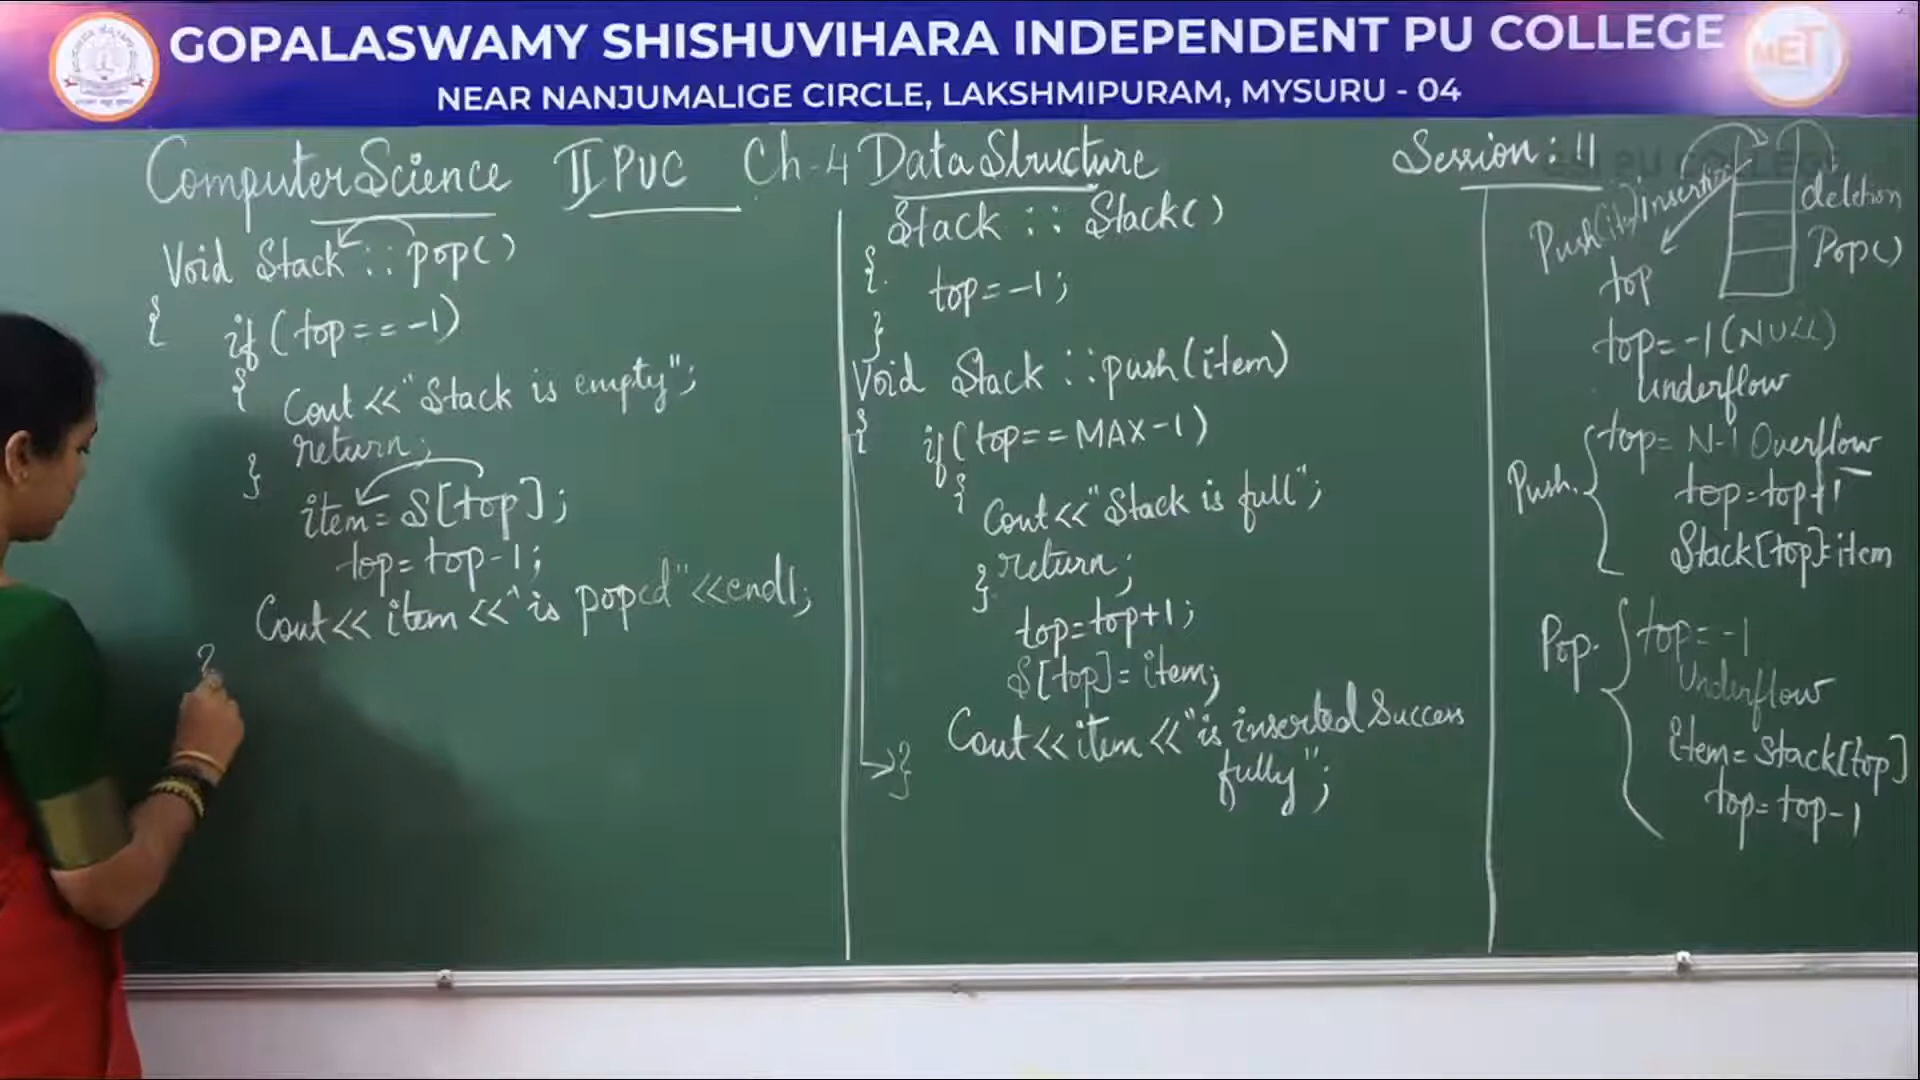 GOPALASWAMY SHISHUVIHARA INDEPENDENT PU COLLEGE
NEAR NANJUMALIGE CIRCLE, LAKSHMIPURAM, MYSURU - 04
MET
Computer Science II PUC Ch-4 Data Structure Session: 11
Void Stack :: pop()
{
if (top == -1)
{
Cout << "Stack is empty";
return;
}
item = S[top];
top = top-1;
Cout << item << "is poped" << endl;
}
Stack :: Stack()
{
top = -1;
}
Void Stack :: push(item)
{
if (top == MAX-1)
{
Cout << "Stack is full";
return;
}
top = top+1;
S[top] = item;
Cout << item << "is inserted Success
fully";
}
insertion
deletion
Pop()
top
top = -1 (NULL)
Underflow
Push.
top = N-1 Overflow
top = top+1
Stack[top] = item
Pop.
top = -1
Underflow
item = Stack[top]
top = top-1